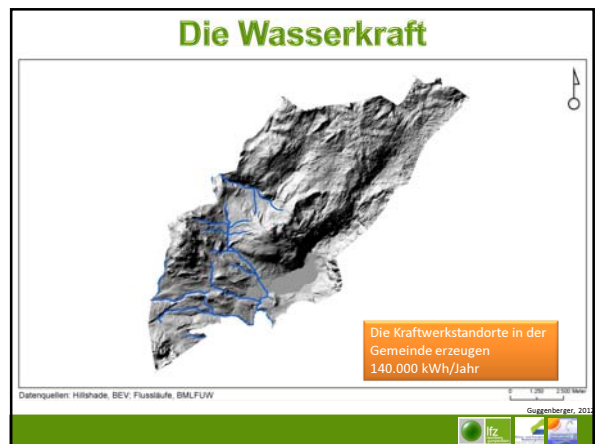 Die Wasserkraft
Die Kraftwerkstandorte in der
Gemeinde erzeugen
140.000 kWh/Jahr
Datenquellen: Hillshade, BEV; Flussläufe, BMLFUW
0 1.250 2.500 Meter
Guggenberger, 2012
lfz